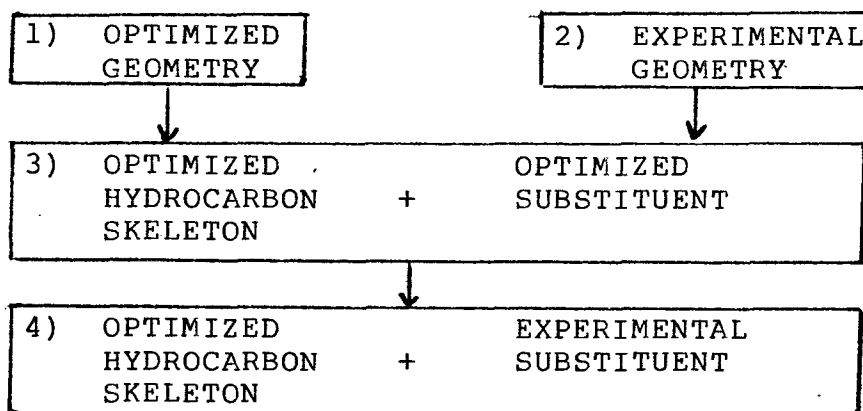 1) OPTIMIZED
GEOMETRY
2) EXPERIMENTAL
GEOMETRY
3) OPTIMIZED OPTIMIZED
HYDROCARBON + SUBSTITUENT
SKELETON
4) OPTIMIZED EXPERIMENTAL
HYDROCARBON + SUBSTITUENT
SKELETON